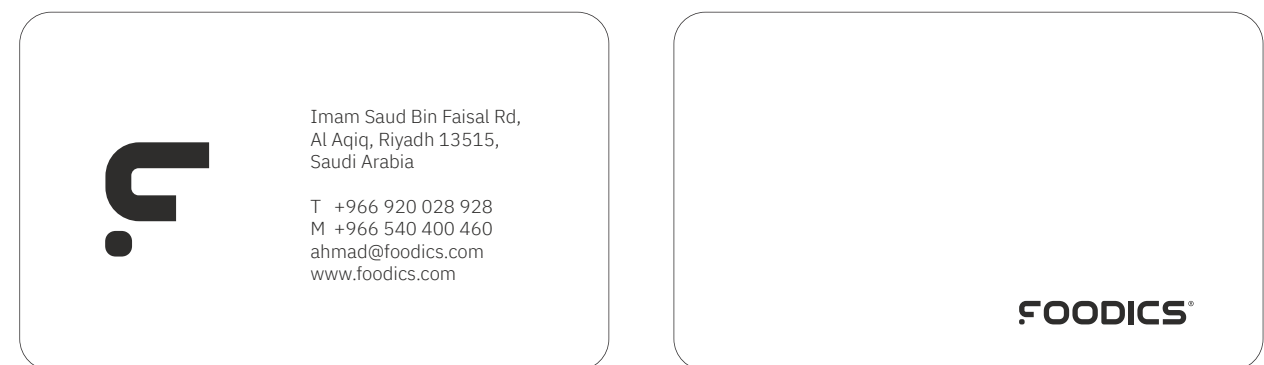 Imam Saud Bin Faisal Rd,
Al Aqiq, Riyadh 13515,
Saudi Arabia
T +966 920 028 928
M +966 540 400 460
ahmad@foodics.com
www.foodics.com
FOODICS®